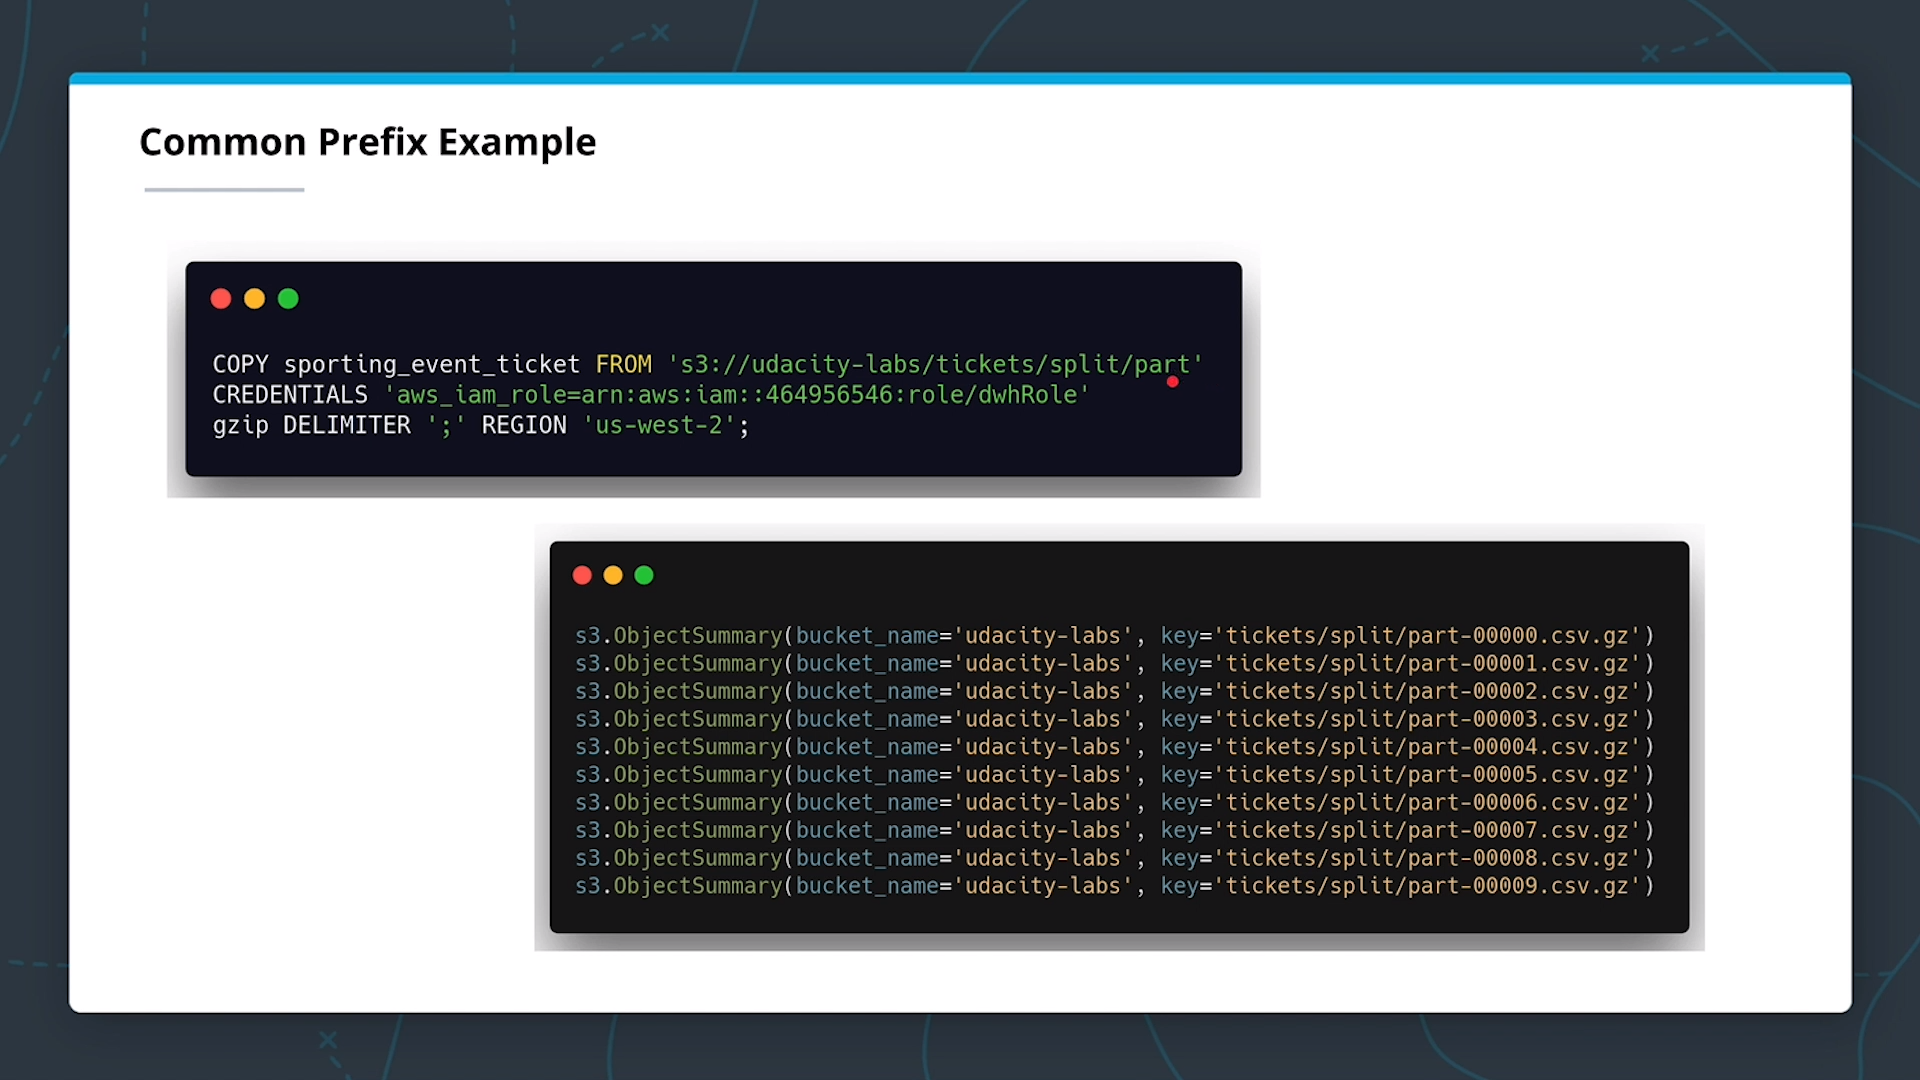 Common Prefix Example
COPY sporting_event_ticket FROM 's3://udacity-labs/tickets/split/part'
CREDENTIALS 'aws_iam_role=arn:aws:iam::464956546:role/dwhRole'
gzip DELIMITER ';' REGION 'us-west-2';
s3.ObjectSummary(bucket_name='udacity-labs', key='tickets/split/part-00000.csv.gz')
s3.ObjectSummary(bucket_name='udacity-labs', key='tickets/split/part-00001.csv.gz')
s3.ObjectSummary(bucket_name='udacity-labs', key='tickets/split/part-00002.csv.gz')
s3.ObjectSummary(bucket_name='udacity-labs', key='tickets/split/part-00003.csv.gz')
s3.ObjectSummary(bucket_name='udacity-labs', key='tickets/split/part-00004.csv.gz')
s3.ObjectSummary(bucket_name='udacity-labs', key='tickets/split/part-00005.csv.gz')
s3.ObjectSummary(bucket_name='udacity-labs', key='tickets/split/part-00006.csv.gz')
s3.ObjectSummary(bucket_name='udacity-labs', key='tickets/split/part-00007.csv.gz')
s3.ObjectSummary(bucket_name='udacity-labs', key='tickets/split/part-00008.csv.gz')
s3.ObjectSummary(bucket_name='udacity-labs', key='tickets/split/part-00009.csv.gz')